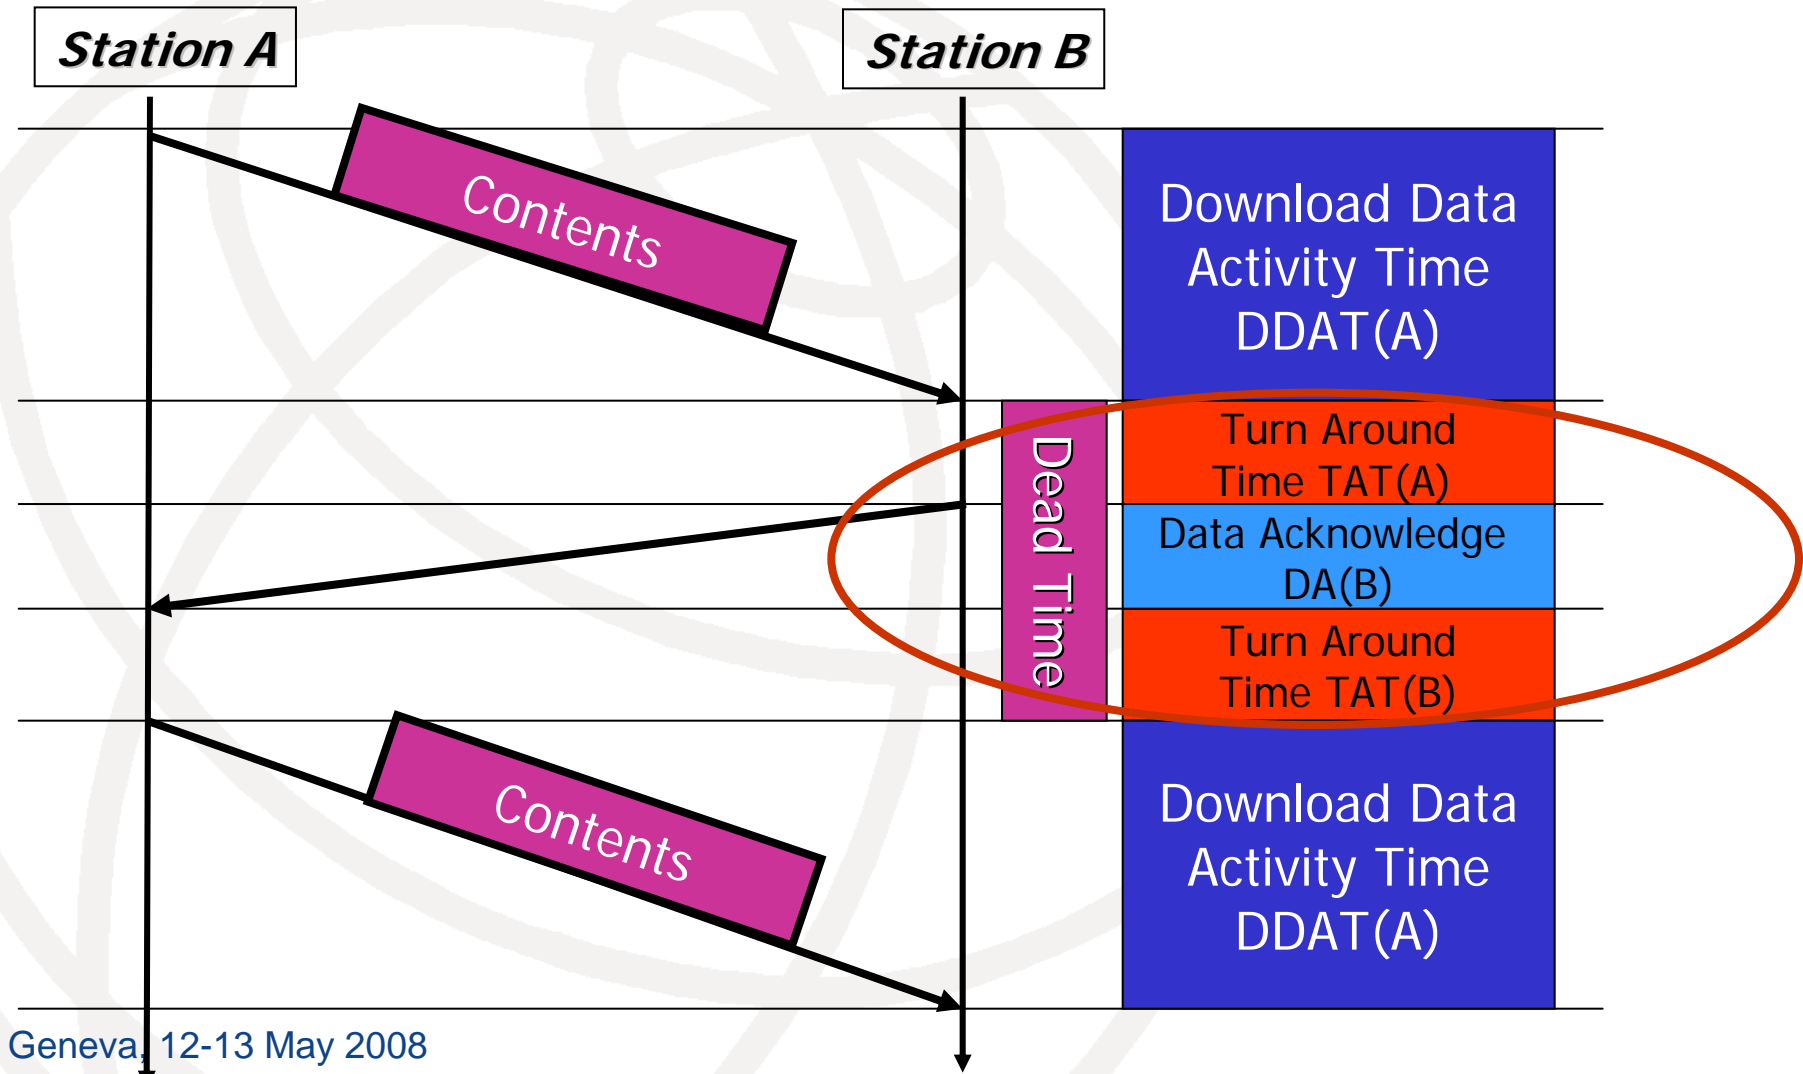 Station A
Station B
Contents
Download Data
Activity Time
DDAT(A)
Dead Time
Turn Around
Time TAT(A)
Data Acknowledge
DA(B)
Turn Around
Time TAT(B)
Contents
Download Data
Activity Time
DDAT(A)
Geneva, 12-13 May 2008